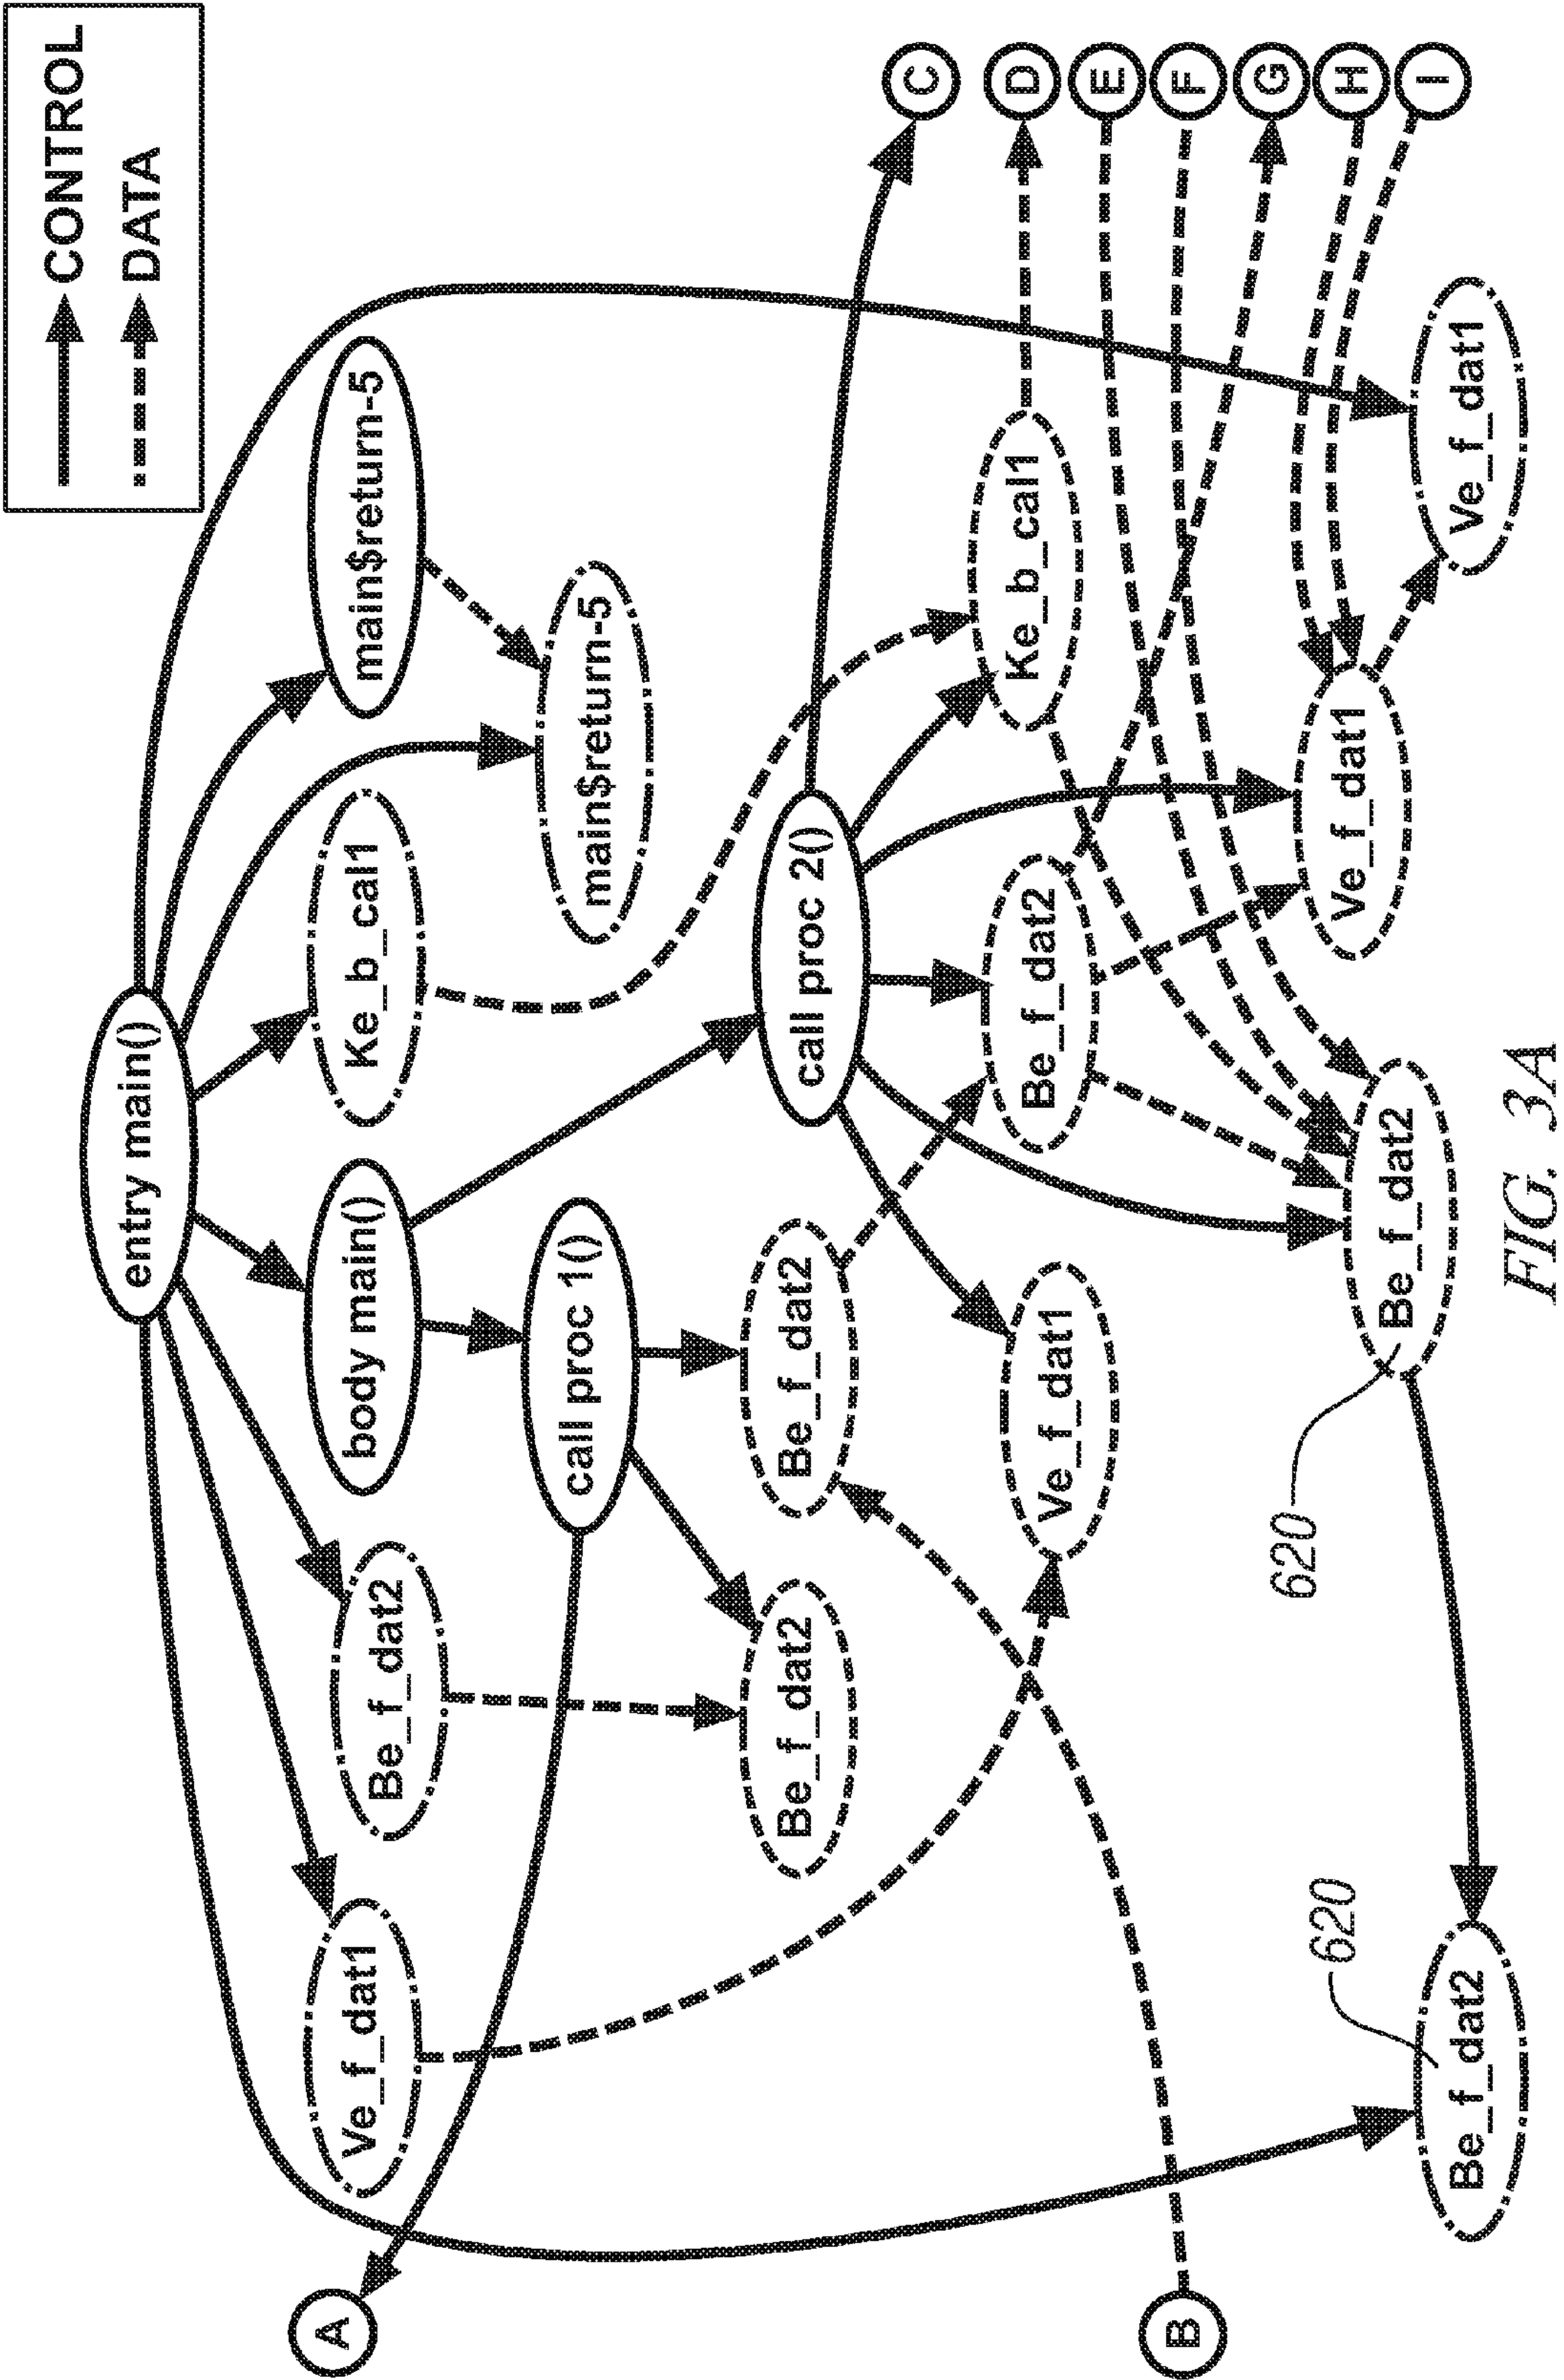 CONTROL
DATA
entry main()
Ve_f_dat1
Be_f_dat2
body main()
Ke_b_cal1
main$return-5
A
call proc 1()
main$return-5
Be_f_dat2
Be_f_dat2
call proc 2()
C
Ve_f_dat1
Be_f_dat2
Ke_b_cal1
D
E
B
F
G
620
620
Be_f_dat2
Be_f_dat2
Ve_f_dat1
H
Ve_f_dat1
I
FIG. 3A